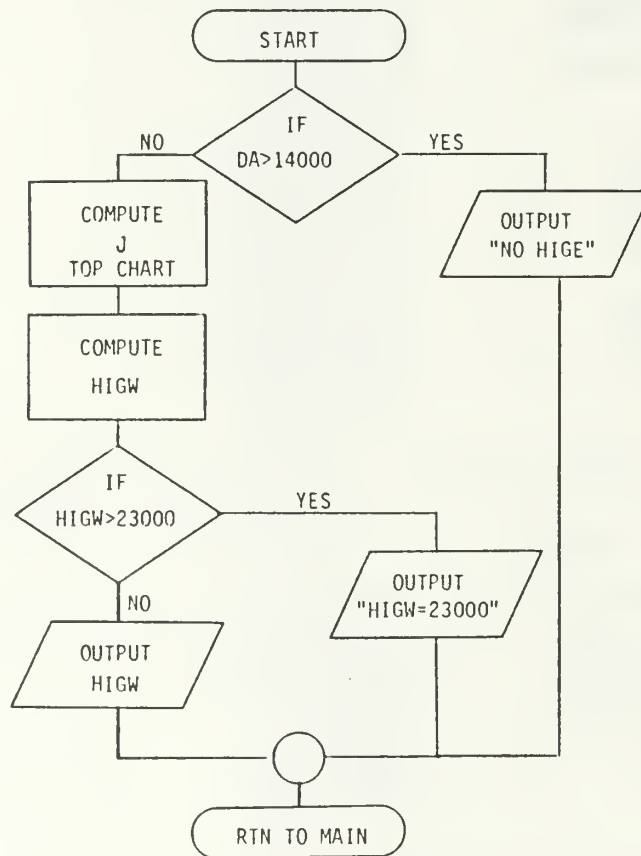 START
IF
DA>14000
NO
YES
COMPUTE
J
TOP CHART
OUTPUT
"NO HIGE"
COMPUTE
HIGW
IF
HIGW>23000
YES
OUTPUT
"HIGW=23000"
NO
OUTPUT
HIGW
RTN TO MAIN